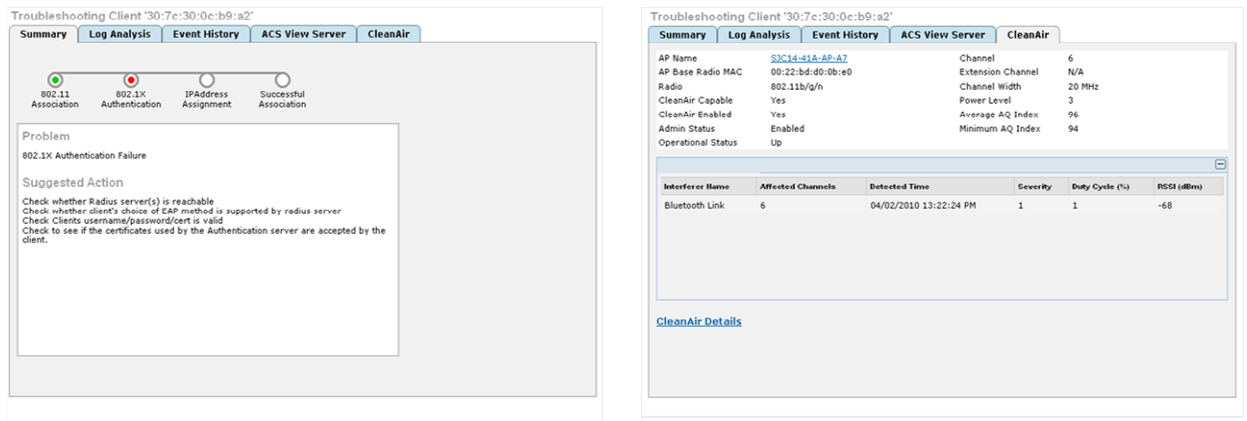 Troubleshooting Client '30:7c:30:0c:b9:a2'
Summary Log Analysis Event History ACS View Server CleanAir
802.11 Association
802.1X Authentication
IPAddress Assignment
Successful Association
Problem
802.1X Authentication Failure
Suggested Action
Check whether Radius server(s) is reachable
Check whether client's choice of EAP method is supported by radius server
Check Clients username/password/cert is valid
Check to see if the certificates used by the Authentication server are accepted by the
client.
Troubleshooting Client '30:7c:30:0c:b9:a2'
Summary Log Analysis Event History ACS View Server CleanAir
AP Name SJC14-41A-AP-A7 Channel 6
AP Base Radio MAC 00:22:bd:d0:0b:e0 Extension Channel N/A
Radio 802.11b/g/n Channel Width 20 MHz
CleanAir Capable Yes Power Level 3
CleanAir Enabled Yes Average AQ Index 96
Admin Status Enabled Minimum AQ Index 94
Operational Status Up
Interferer Name Affected Channels Detected Time Severity Duty Cycle (%) RSSI (dBm)
Bluetooth Link 6 04/02/2010 13:22:24 PM 1 1 -68
CleanAir Details